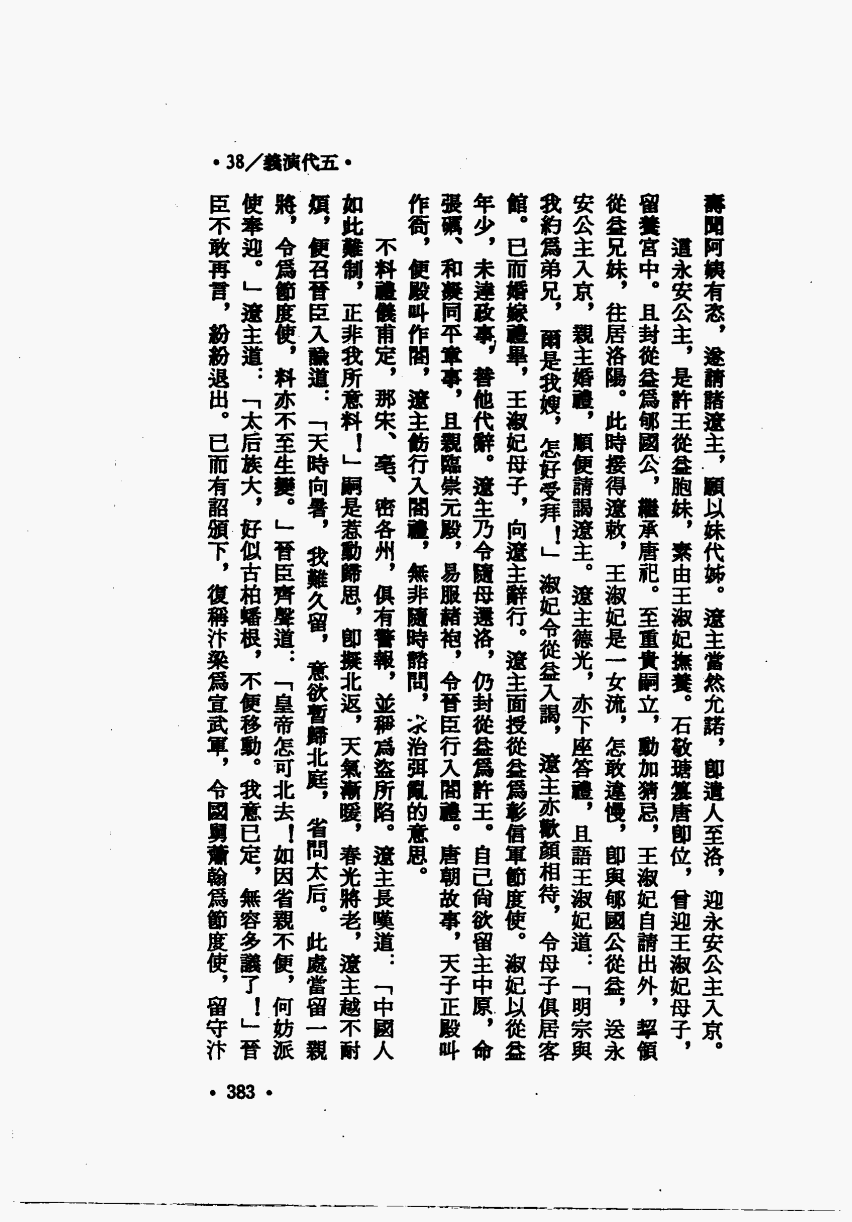 •38／義演代五•
壽聞阿姨有恙，遂請諸遼主，願以妹代姊。遼主當然允諾，卽遣人至洛，迎永安公主入京。
這永安公主，是許王從益胞妹，素由王淑妃撫養。石敬瑭篡唐卽位，曾迎王淑妃母子，
留養宮中。且封從益爲郇國公，繼承唐祀。至重貴嗣立，動加猜忌，王淑妃自請出外，挈領
從益兄妹，往居洛陽。此時接得遼敕，王淑妃是一女流，怎敢違慢，卽與郇國公從益，送永
安公主入京，親主婚禮，順便請謁遼主。遼主德光，亦下座答禮，且語王淑妃道：「明宗與
我約爲弟兄，爾是我嫂，怎好受拜！」淑妃令從益入謁，遼主亦歡顏相待，令母子俱居客
館。已而婚嫁禮畢，王淑妃母子，向遼主辭行。遼主面授從益爲彰信軍節度使。淑妃以從益
年少，未達政事，替他代辭。遼主乃令隨母還洛，仍封從益爲許王。自己尙欲留主中原，命
張礪、和凝同平章事，且親臨崇元殿，易服赭袍，令晉臣行入閤禮。唐朝故事，天子正殿叫
作衙，便殿叫作閤，遼主飭行入閤禮，無非隨時諮問，求治弭亂的意思。
不料禮儀甫定，那宋、亳、密各州，俱有警報，並稱爲盜所陷。遼主長嘆道：「中國人
如此難制，正非我所意料！」嗣是惹動歸思，卽擬北返，天氣漸暖，春光將老，遼主越不耐
煩，便召晉臣入諭道：「天時向暑，我難久留，意欲暫歸北庭，省問太后。此處當留一親
將，令爲節度使，料亦不至生變。」晉臣齊聲道：「皇帝怎可北去！如因省親不便，何妨派
使奉迎。」遼主道：「太后族大，好似古柏蟠根，不便移動。我意已定，無容多議了！」晉
臣不敢再言，紛紛退出。已而有詔頒下，復稱汴梁爲宣武軍，令國舅蕭翰爲節度使，留守汴
•383•